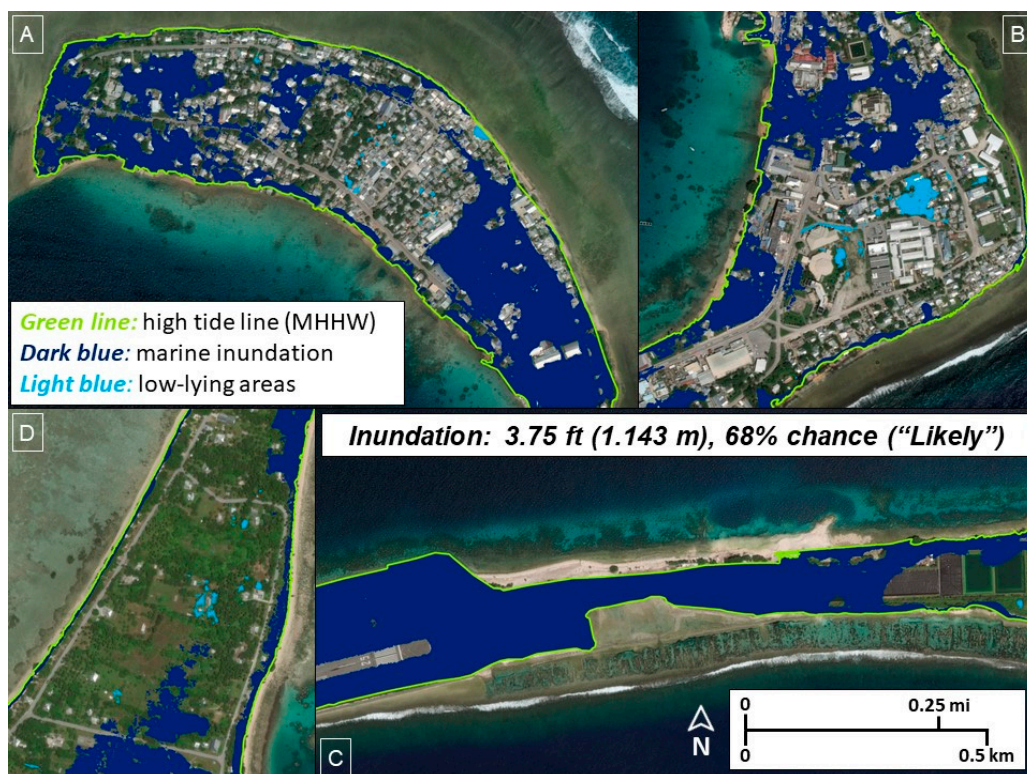 A
B
Green line: high tide line (MHHW)
Dark blue: marine inundation
Light blue: low-lying areas
D
Inundation: 3.75 ft (1.143 m), 68% chance (“Likely”)
0 0.25 mi
N
0 0.5 km
C